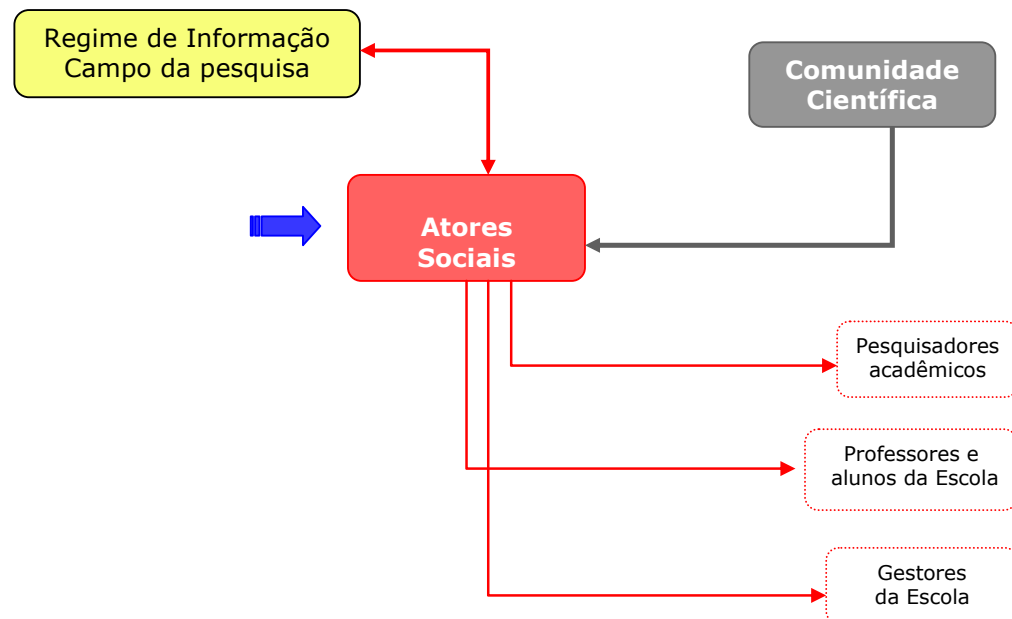 Regime de Informação
Campo da pesquisa
Comunidade
Científica
Atores
Sociais
Pesquisadores
acadêmicos
Professores e
alunos da Escola
Gestores
da Escola